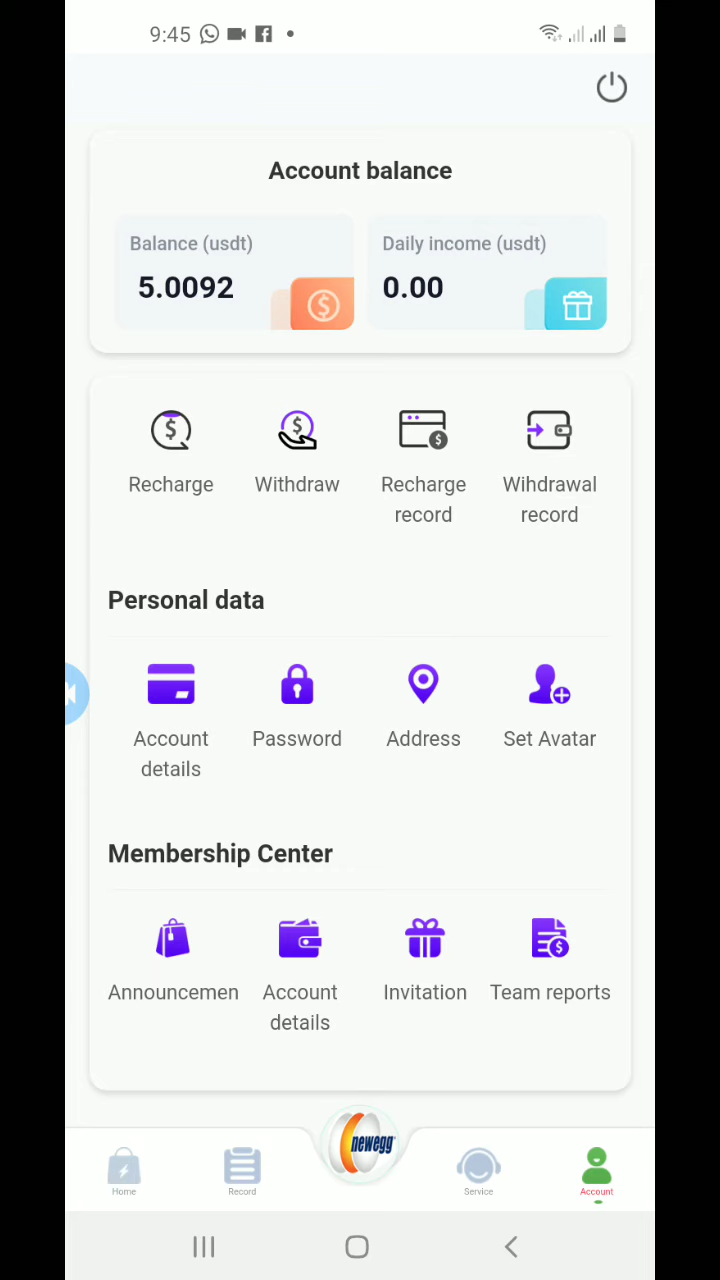 9:45
Account balance
Balance (usdt)
Daily income (usdt)
5.0092
0.00
Recharge
Withdraw
Recharge record
Wihdrawal record
Personal data
Account details
Password
Address
Set Avatar
Membership Center
Announcemen
Account details
Invitation
Team reports
newegg
Home
Record
Service
Account